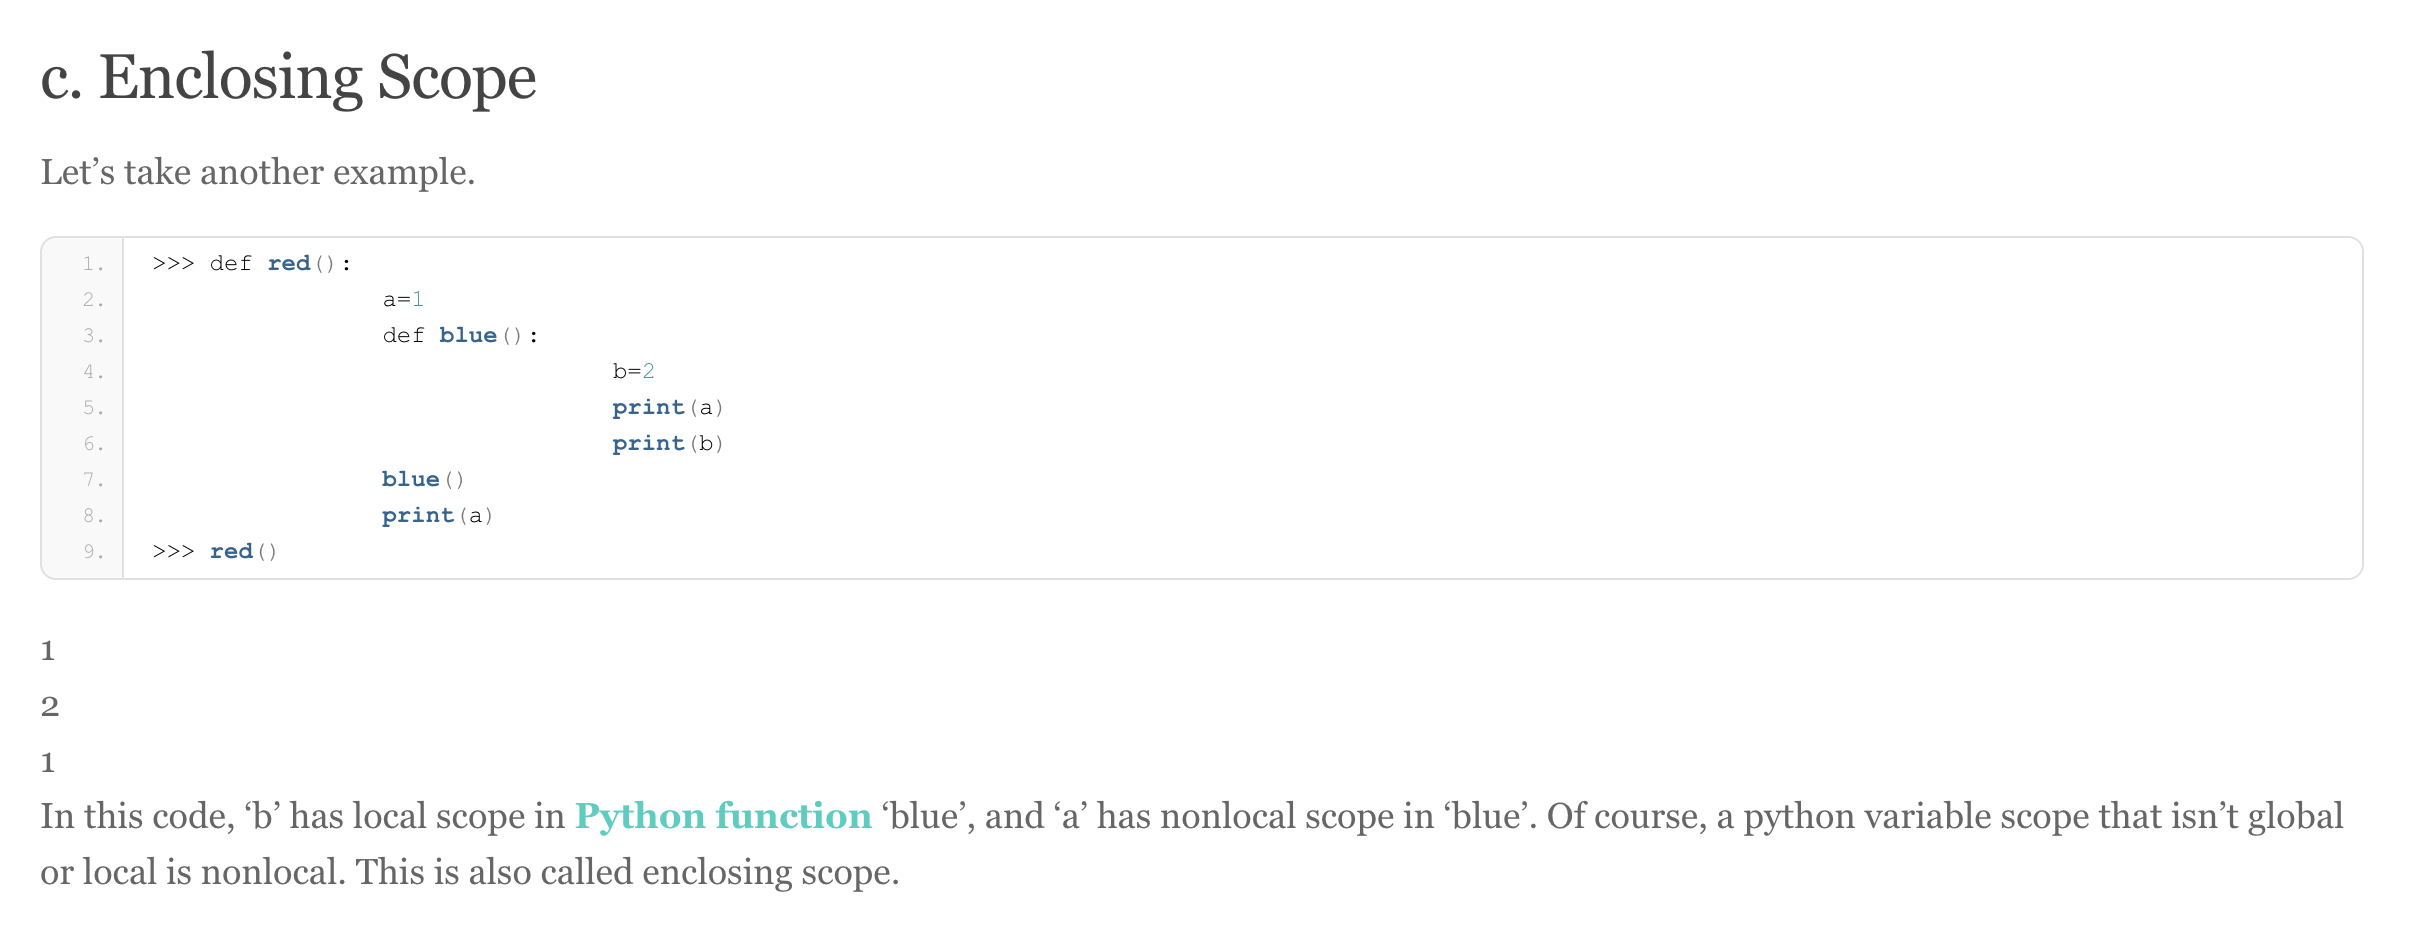 c. Enclosing Scope
Let’s take another example.
1. >>> def red():
2. a=1
3. def blue():
4. b=2
5. print(a)
6. print(b)
7. blue()
8. print(a)
9. >>> red()
1
2
1
In this code, ‘b’ has local scope in Python function ‘blue’, and ‘a’ has nonlocal scope in ‘blue’. Of course, a python variable scope that isn’t global
or local is nonlocal. This is also called enclosing scope.